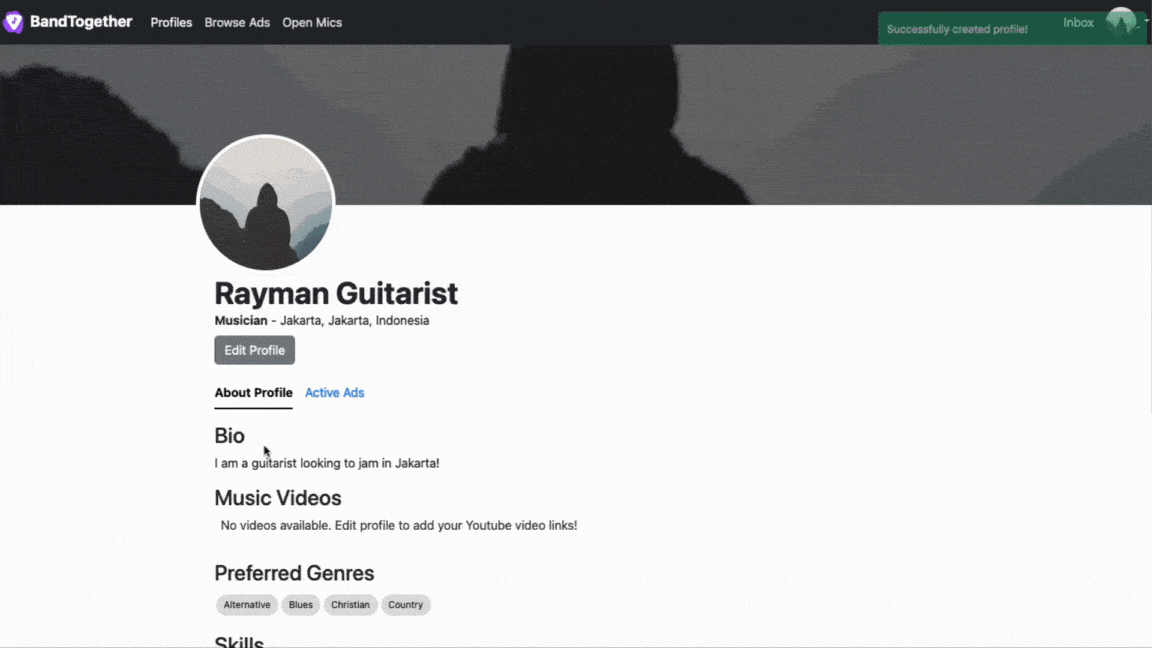 BandTogether Profiles Browse Ads Open Mics Successfully created profile! Inbox
Rayman Guitarist
Musician - Jakarta, Jakarta, Indonesia
Edit Profile
About Profile Active Ads
Bio
I am a guitarist looking to jam in Jakarta!
Music Videos
No videos available. Edit profile to add your Youtube video links!
Preferred Genres
Alternative Blues Christian Country
Skills